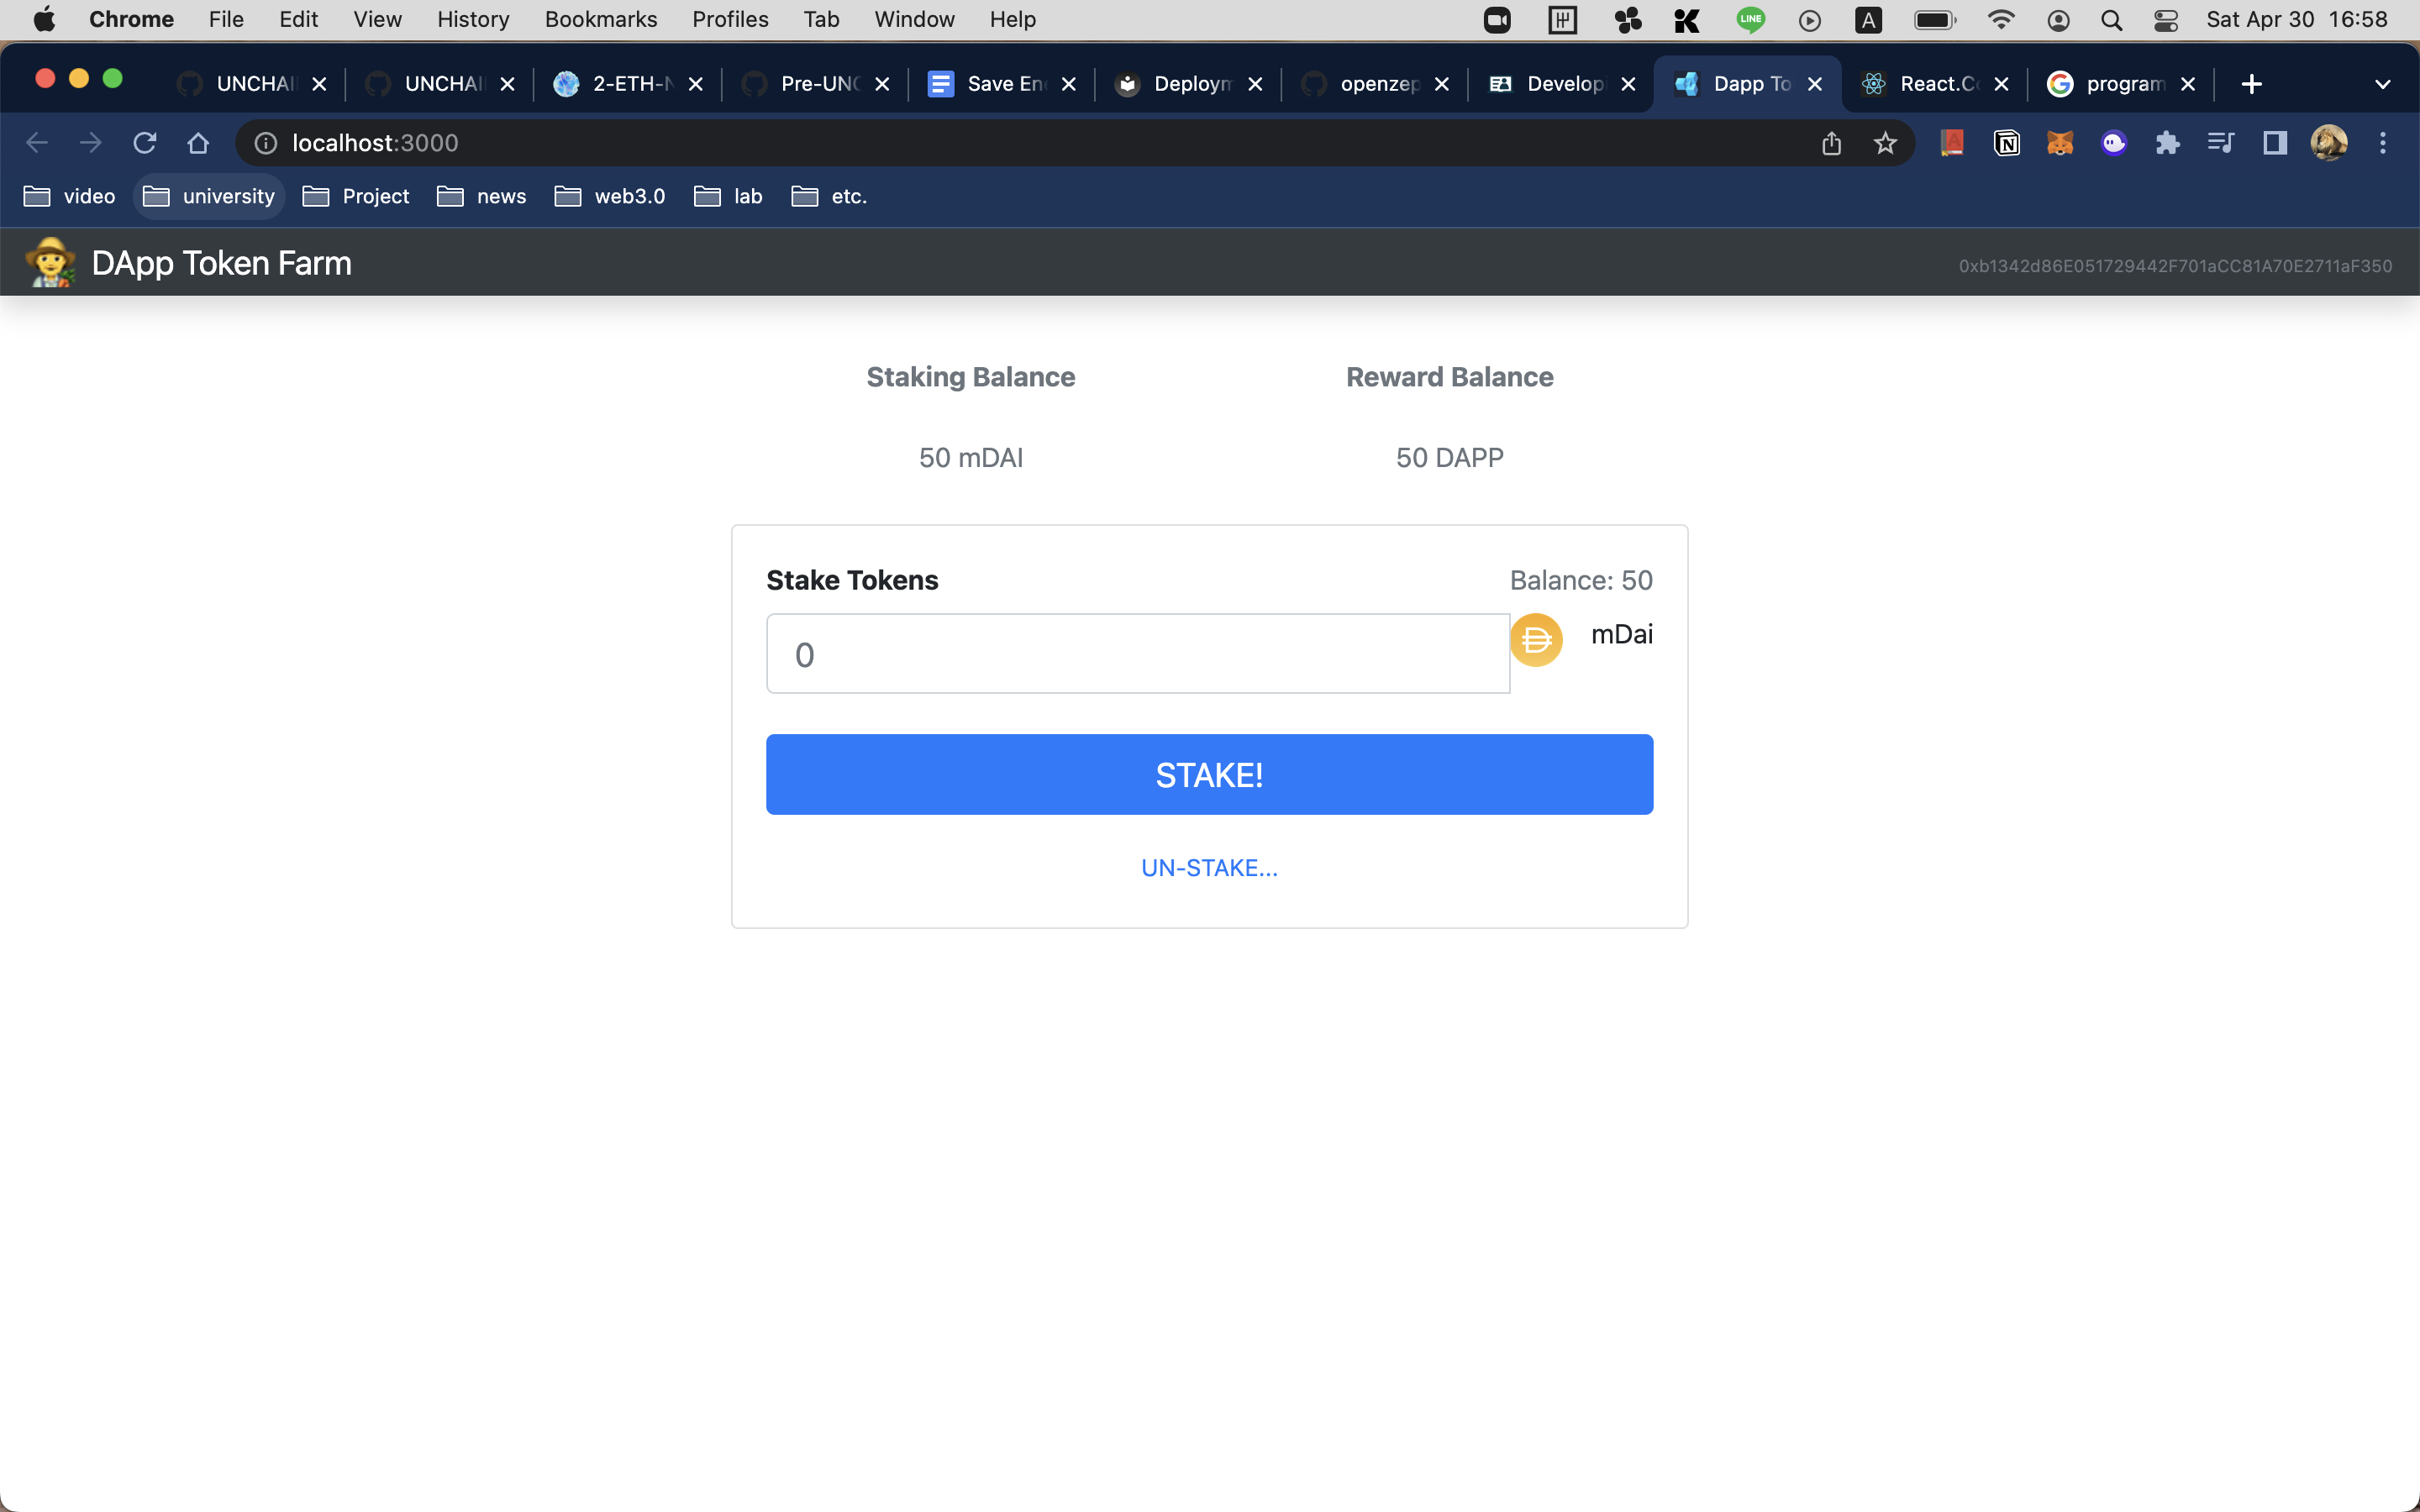 Chrome File Edit View History Bookmarks Profiles Tab Window Help LINE A Sat Apr 30 16:58
UNCHAI 2-ETH-N Pre-UNC Save En Deploym openzep Develop Dapp To React.Co program
UNCHAI
localhost:3000
video university Project news web3.0 lab etc.
DApp Token Farm 0xb1342d86E051729442F701aCC81A70E2711aF350
Staking Balance Reward Balance
50 mDAI 50 DAPP
Stake Tokens Balance: 50
0 mDai
STAKE!
UN-STAKE...